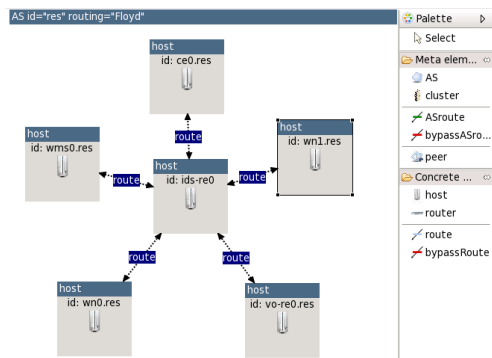 AS id="res" routing="Floyd"
host
id: ce0.res
route
host
id: wms0.res
route
host
id: ids-re0
route
host
id: wn1.res
route
route
host
id: wn0.res
host
id: vo-re0.res
Palette
Select
Meta elem...
AS
cluster
ASroute
bypassASro...
peer
Concrete ...
host
router
route
bypassRoute